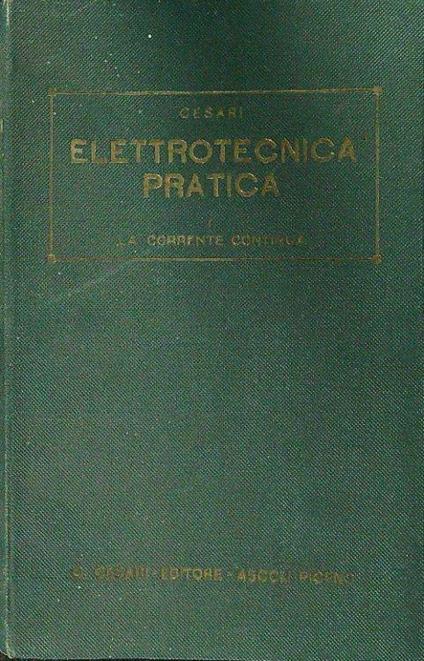 CESARI
ELETTROTECNICA
PRATICA
I
LA CORRENTE CONTINUA
G. CESARI - EDITORE - ASCOLI PICENO